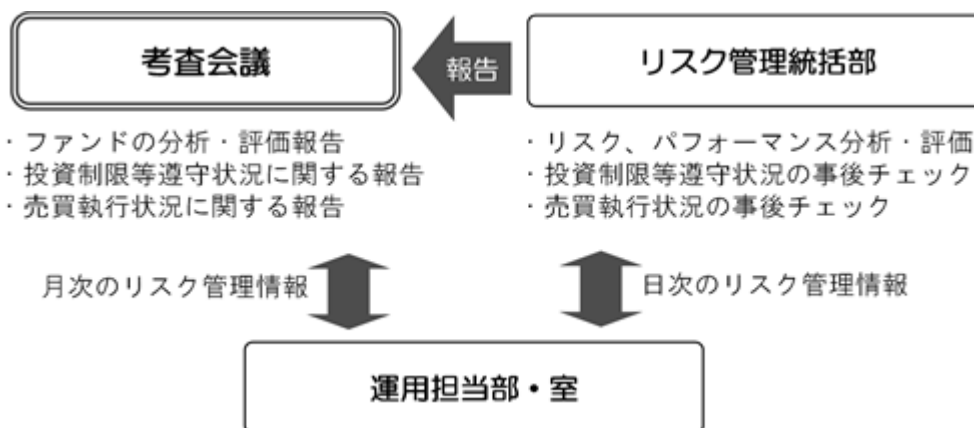 考査会議
報告
リスク管理統括部
・ファンドの分析・評価報告
・投資制限等遵守状況に関する報告
・売買執行状況に関する報告
・リスク、パフォーマンス分析・評価
・投資制限等遵守状況の事後チェック
・売買執行状況の事後チェック
月次のリスク管理情報
日次のリスク管理情報
運用担当部・室